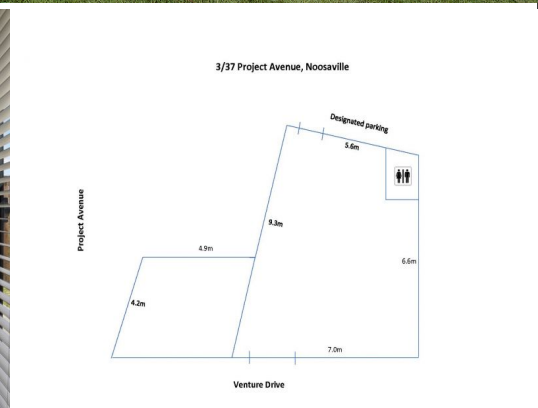 3/37 Project Avenue, Noosaville
Designated parking
5.6m
Project Avenue
9.3m
4.9m
6.6m
4.2m
7.0m
Venture Drive